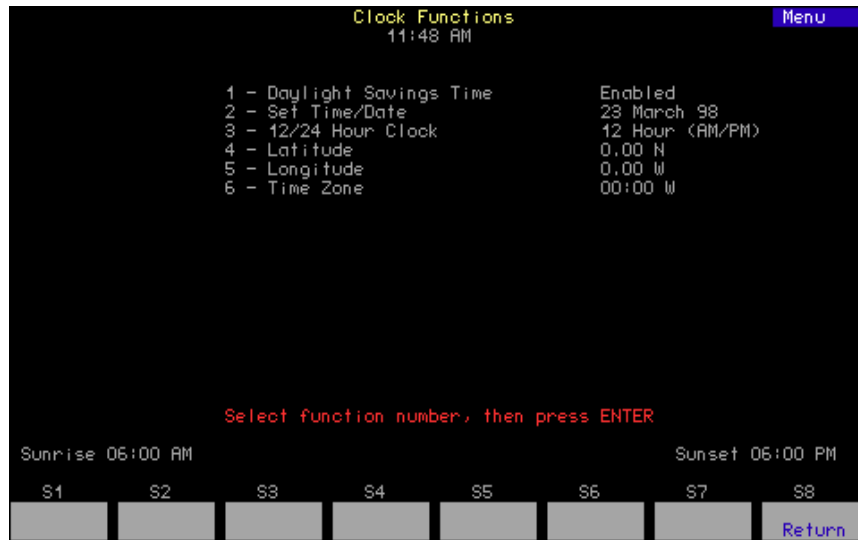 Clock Functions Menu
11:48 AM
1 - Daylight Savings Time Enabled
2 - Set Time/Date 23 March 98
3 - 12/24 Hour Clock 12 Hour (AM/PM)
4 - Latitude 0.00 N
5 - Longitude 0.00 W
6 - Time Zone 00:00 W
Select function number, then press ENTER
Sunrise 06:00 AM Sunset 06:00 PM
S1 S2 S3 S4 S5 S6 S7 S8
Return